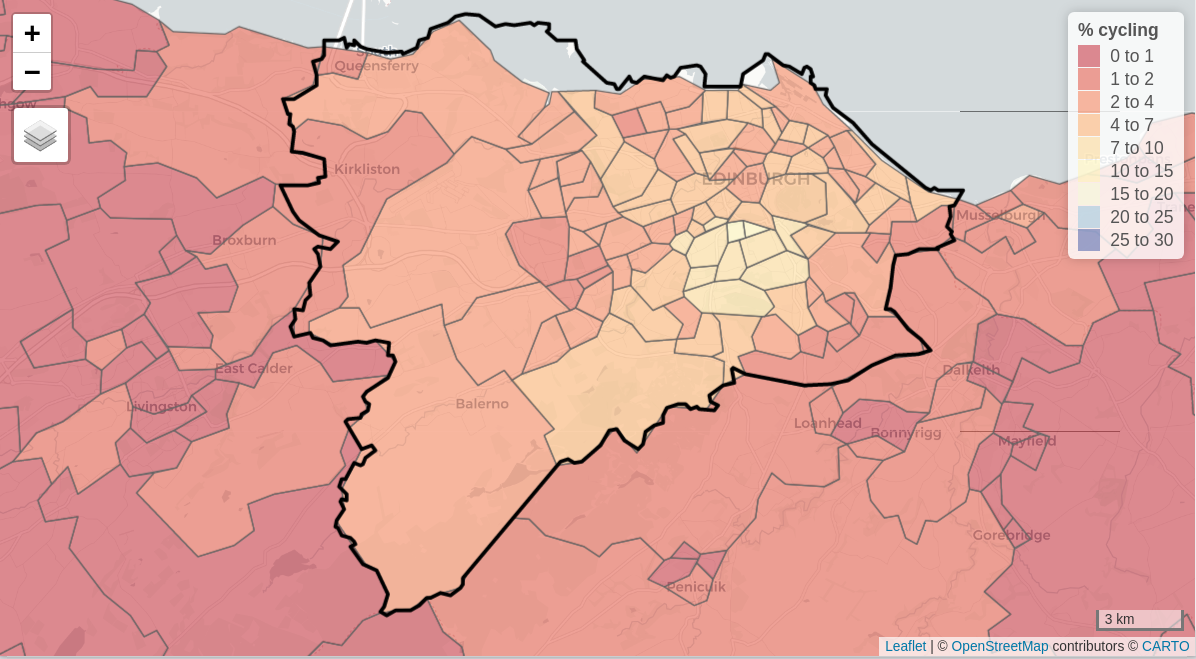 +
−
% cycling
0 to 1
1 to 2
2 to 4
4 to 7
7 to 10
10 to 15
15 to 20
20 to 25
25 to 30
Queensferry
Kirkliston
EDINBURGH
Musselburgh
Broxburn
East Calder
Livingston
Balerno
Dalkeith
Loanhead
Bonnyrigg
Mayfield
Gorebridge
Penicuik
3 km
Leaflet | © OpenStreetMap contributors © CARTO